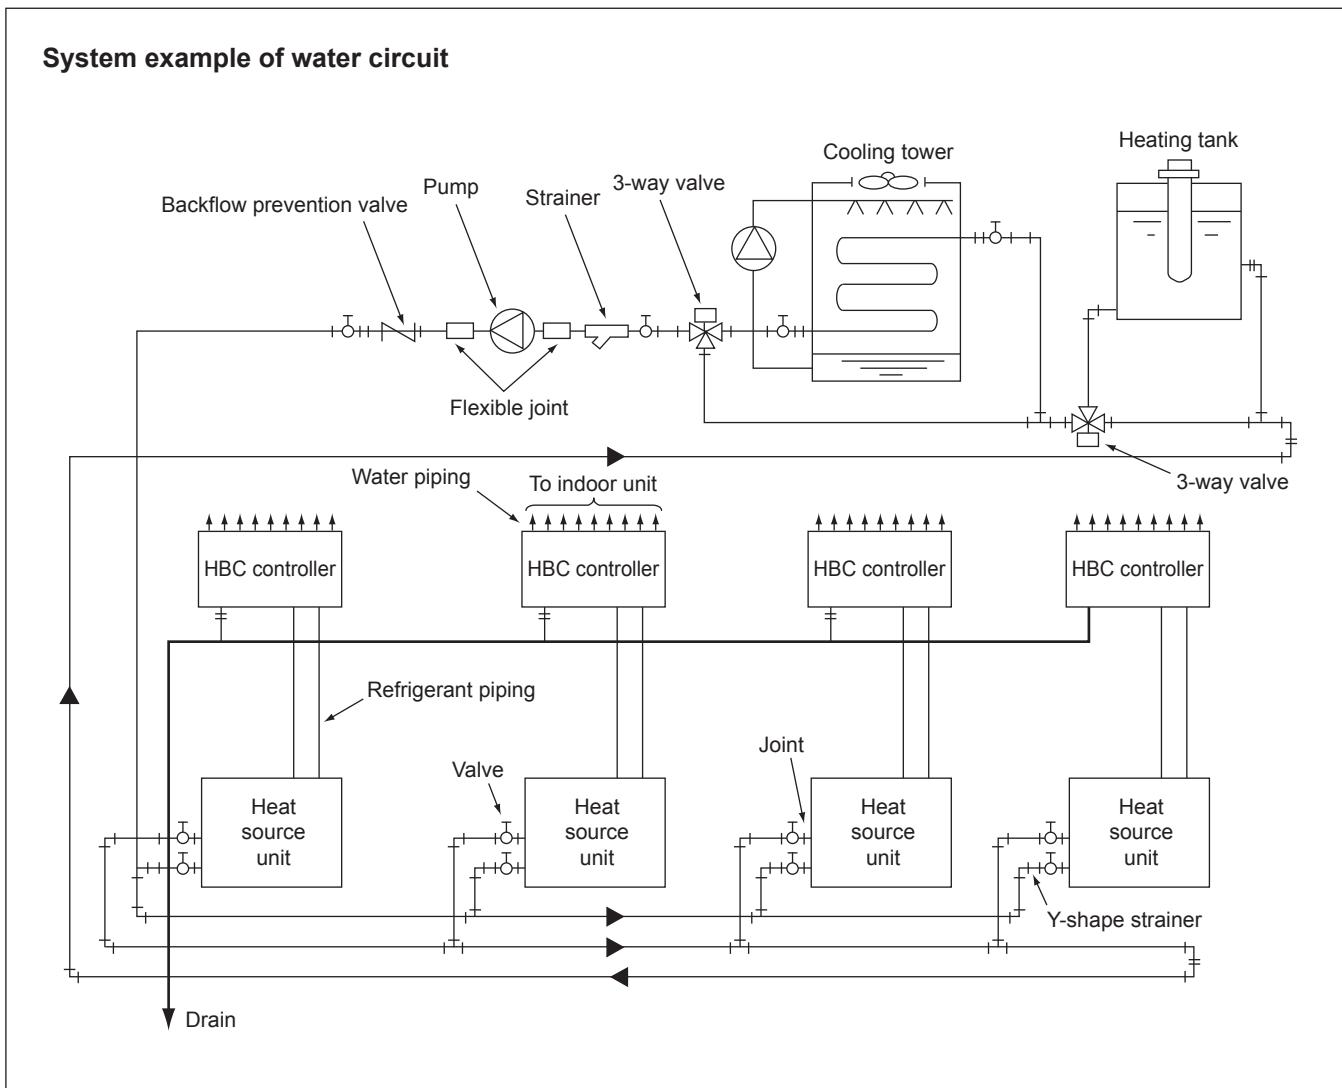 System example of water circuit
Heating tank
Cooling tower
3-way valve
Pump
Strainer
Backflow prevention valve
Flexible joint
Water piping
To indoor unit
3-way valve
HBC controller
HBC controller
HBC controller
HBC controller
Refrigerant piping
Valve
Joint
Heat
source
unit
Heat
source
unit
Heat
source
unit
Heat
source
unit
Y-shape strainer
Drain